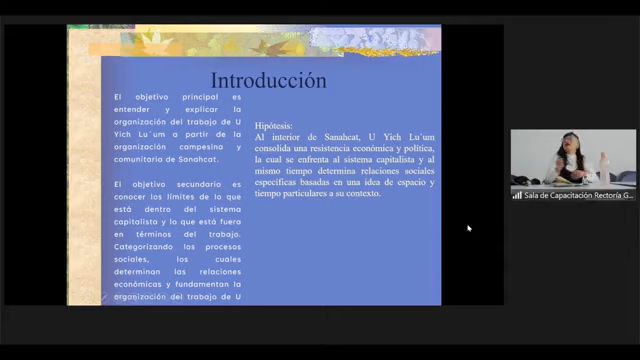 Introducción
El objetivo principal es
entender y explicar la
organización del trabajo de U
Yich Lu´um a partir de la
organización campesina y
comunitaria de Sanahcat.
El objetivo secundario es
conocer los límites de lo que
está dentro del sistema
capitalista y lo que está fuera
en términos del trabajo.
Categorizando los procesos
sociales, los cuales
determinan las relaciones
económicas y fundamentan la
organización del trabajo de U
Hipótesis:
Al interior de Sanahcat, U Yich Lu´um
consolida una resistencia económica y política,
la cual se enfrenta al sistema capitalista y al
mismo tiempo determina relaciones sociales
específicas basadas en una idea de espacio y
tiempo particulares a su contexto.
Sala de Capacitación Rectoría G...